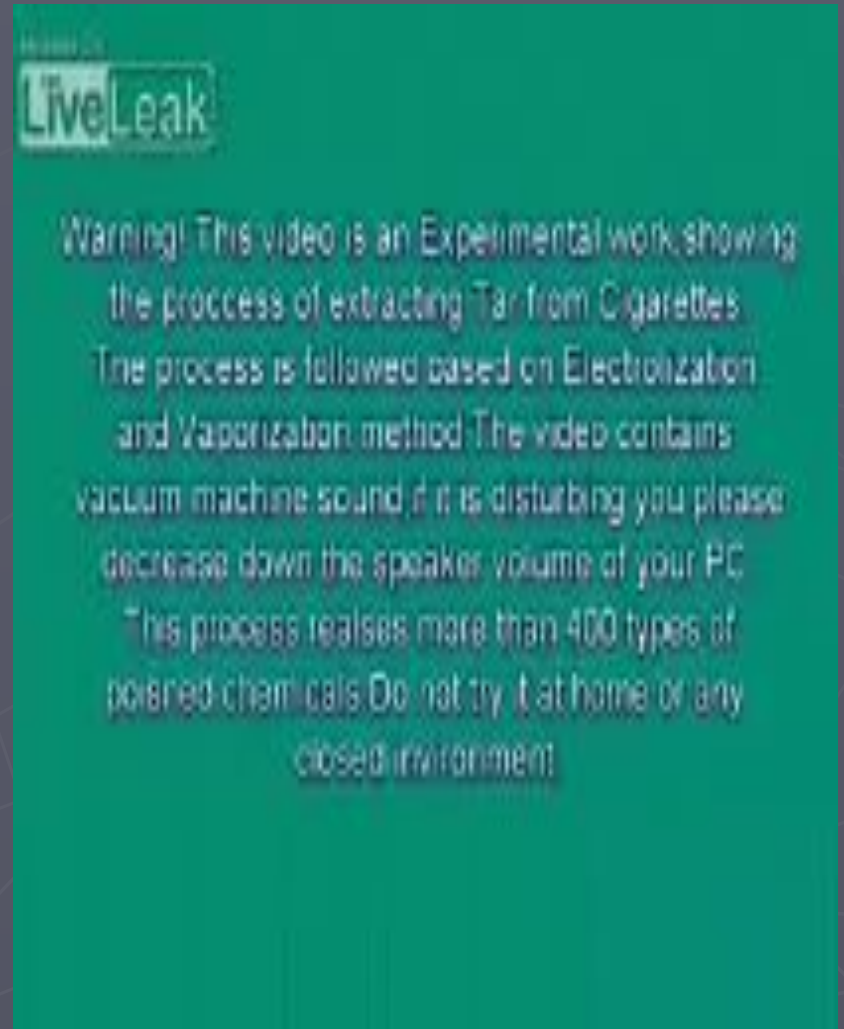 LiveLeak
Warning! This video is an Experimental work,showing
the proccess of extracting Tar from Cigarettes.
The process is followed based on Electrolization
and Vaporization method The video contains
vacuum machine sound,if it is disturbing you please
decrease down the speaker volume of your PC
This process realses more than 400 types of
poisned chemicals Do not try it at home or any
closed invironment